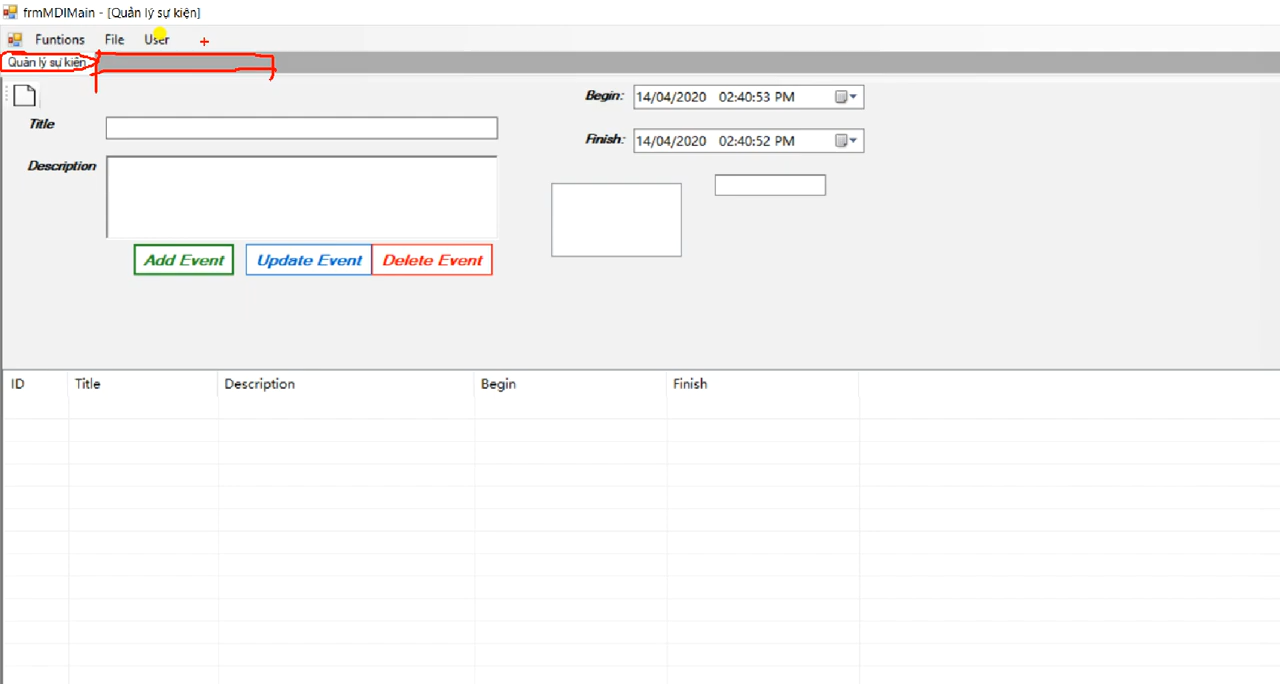 frmMDIMain - [Quản lý sự kiện]
Funtions File User
Quản lý sự kiện
Begin: 14/04/2020 02:40:53 PM
Title
Finish: 14/04/2020 02:40:52 PM
Description
Add Event Update Event Delete Event
ID Title Description Begin Finish